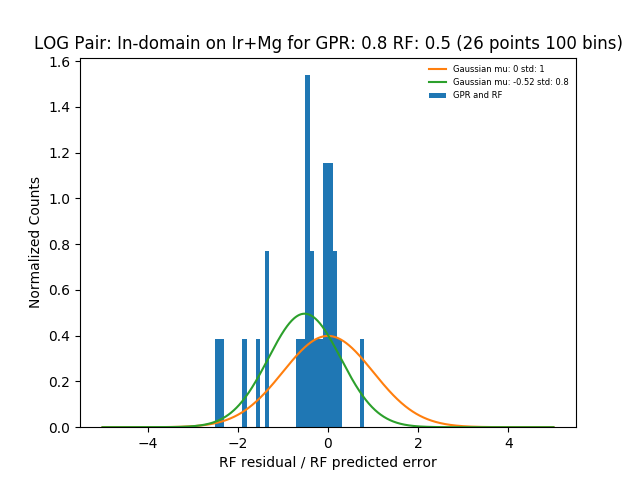 LOG Pair: In-domain on Ir+Mg for GPR: 0.8 RF: 0.5 (26 points 100 bins)
Gaussian mu: 0 std: 1
Gaussian mu: -0.52 std: 0.8
GPR and RF
Normalized Counts
1.6
1.4
1.2
1.0
0.8
0.6
0.4
0.2
0.0
−4 −2 0 2 4
RF residual / RF predicted error